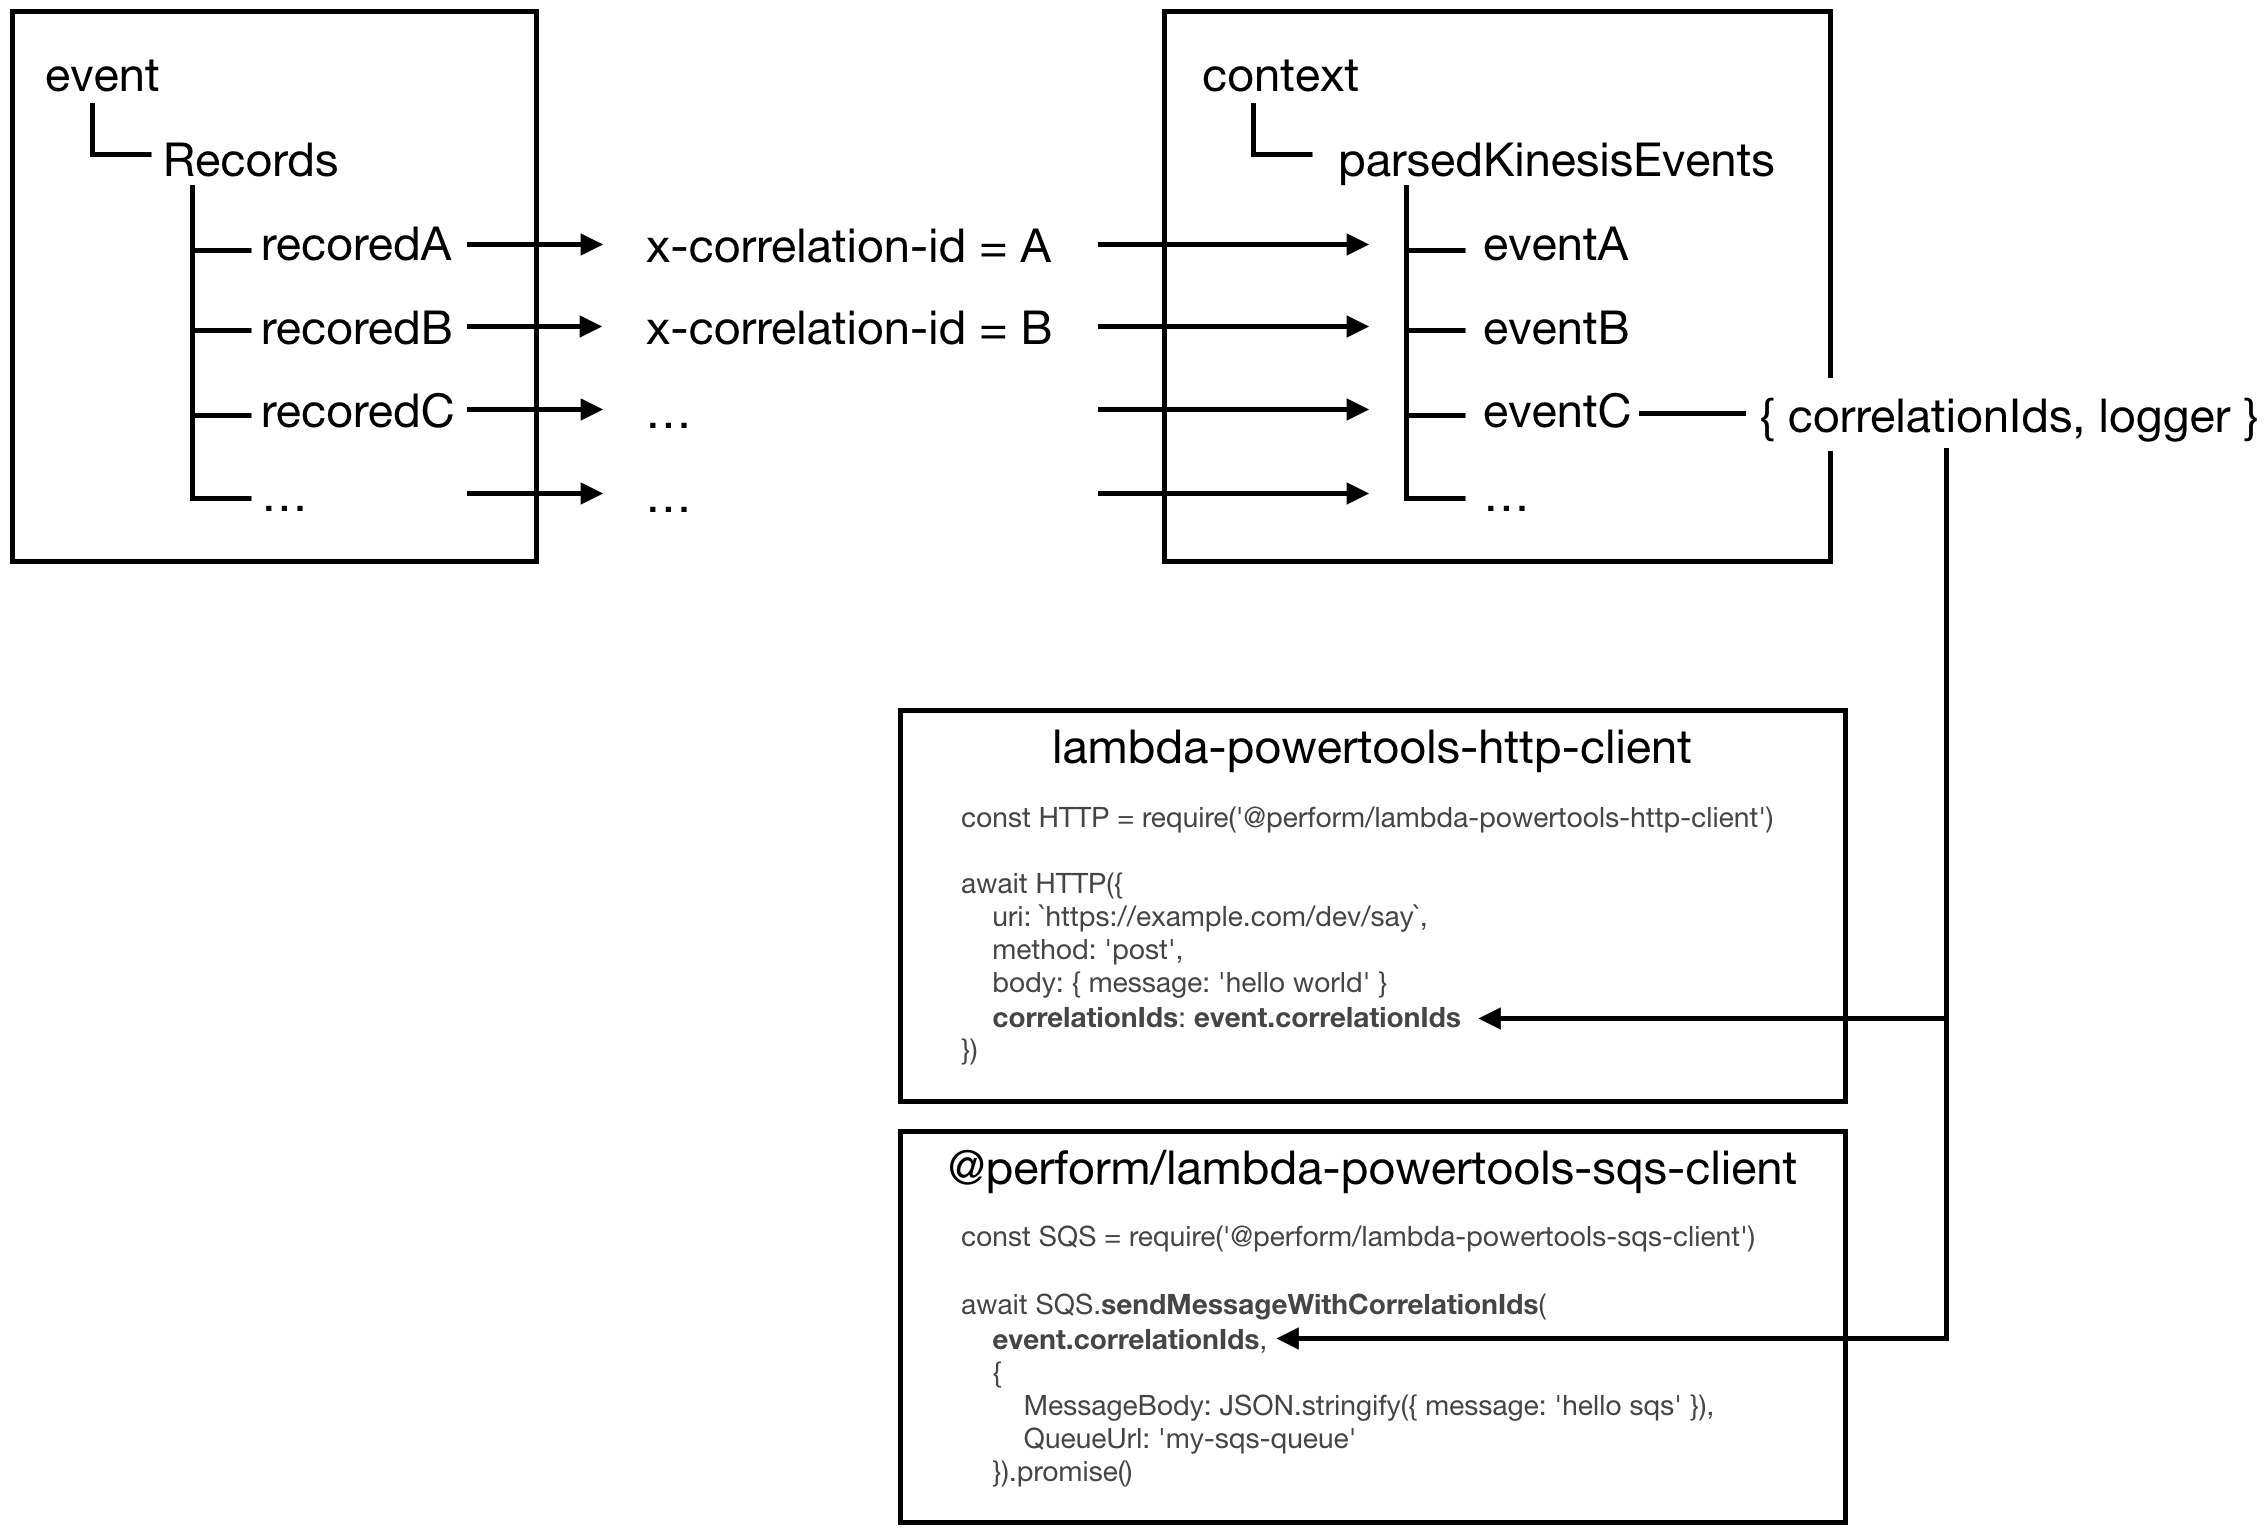 event
Records
recoredA
recoredB
recoredC
...
x-correlation-id = A
x-correlation-id = B
...
...
context
parsedKinesisEvents
eventA
eventB
eventC
...
{ correlationIds, logger }
lambda-powertools-http-client
const HTTP = require('@perform/lambda-powertools-http-client')
await HTTP({
uri: `https://example.com/dev/say`,
method: 'post',
body: { message: 'hello world' }
correlationIds: event.correlationIds
})
@perform/lambda-powertools-sqs-client
const SQS = require('@perform/lambda-powertools-sqs-client')
await SQS.sendMessageWithCorrelationIds(
event.correlationIds,
{
MessageBody: JSON.stringify({ message: 'hello sqs' }),
QueueUrl: 'my-sqs-queue'
}).promise()